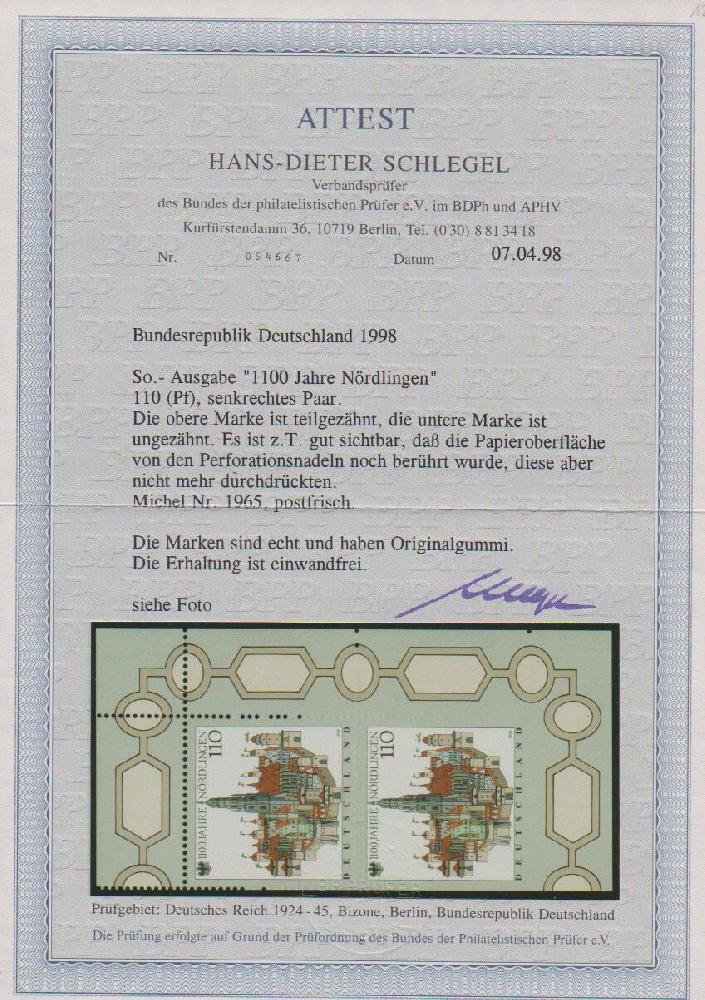 ATTEST
HANS-DIETER SCHLEGEL
Verbandsprüfer
des Bundes der philatelistischen Prüfer e.V. im BDPh und APHV
Kurfürstendamm 36, 10719 Berlin, Tel. (030) 8 81 34 18
Nr. 054667 Datum 07.04.98
Bundesrepublik Deutschland 1998
So.- Ausgabe "1100 Jahre Nördlingen"
110 (Pf), senkrechtes Paar.
Die obere Marke ist teilgezähnt, die untere Marke ist
ungezähnt. Es ist z.T. gut sichtbar, daß die Papieroberfläche
von den Perforationsnadeln noch berührt wurde, diese aber
nicht mehr durchdrückten.
Michel Nr. 1965, postfrisch.
Die Marken sind echt und haben Originalgummi.
Die Erhaltung ist einwandfrei.
siehe Foto
1100 JAHRE NÖRDLINGEN
110
DEUTSCHLAND
1100 JAHRE NÖRDLINGEN
110
DEUTSCHLAND
Prüfgebiet: Deutsches Reich 1924 - 45, Bizone, Berlin, Bundesrepublik Deutschland
Die Prüfung erfolgte auf Grund der Prüfordnung des Bundes der Philatelistischen Prüfer e.V.